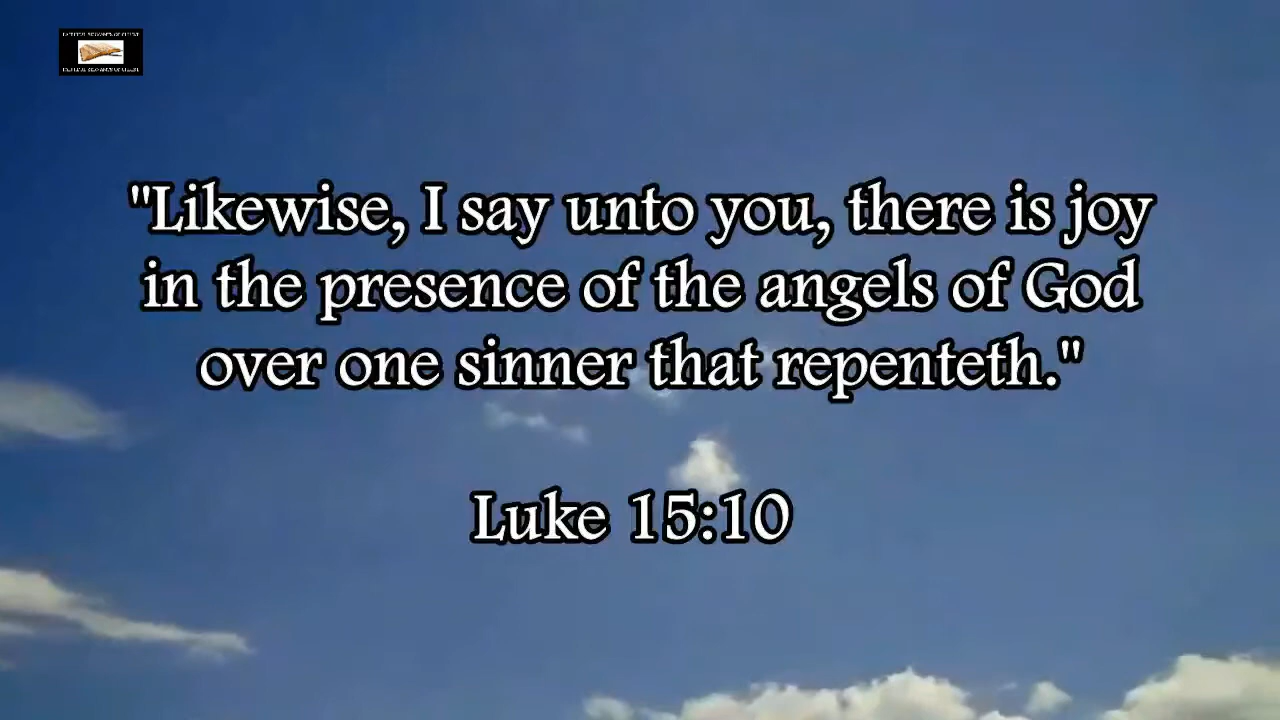 "Likewise, I say unto you, there is joy
in the presence of the angels of God
over one sinner that repenteth."
Luke 15:10